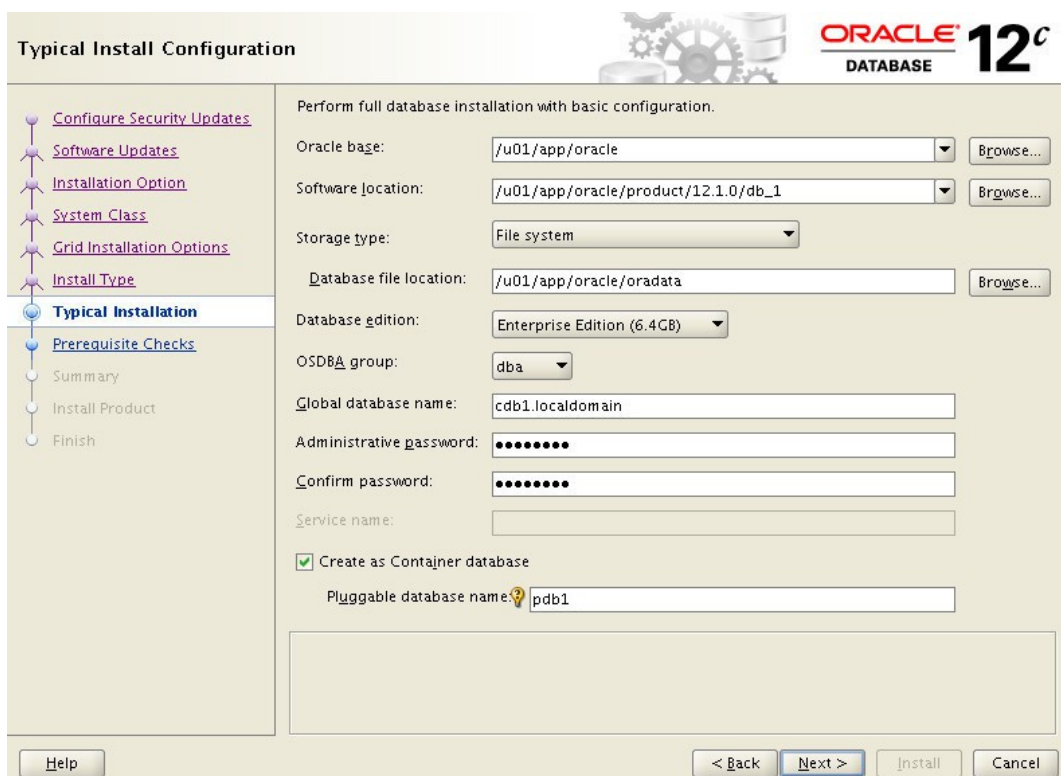 Typical Install Configuration
ORACLE
DATABASE
12c
Configure Security Updates
Software Updates
Installation Option
System Class
Grid Installation Options
Install Type
Typical Installation
Prerequisite Checks
Summary
Install Product
Finish
Perform full database installation with basic configuration.
Oracle base: /u01/app/oracle Browse...
Software location: /u01/app/oracle/product/12.1.0/db_1 Browse...
Storage type: File system
Database file location: /u01/app/oracle/oradata Browse...
Database edition: Enterprise Edition (6.4GB)
OSDBA group: dba
Global database name: cdb1.localdomain
Administrative password: ••••••••
Confirm password: ••••••••
Service name:
Create as Container database
Pluggable database name: pdb1
Help < Back Next > Install Cancel